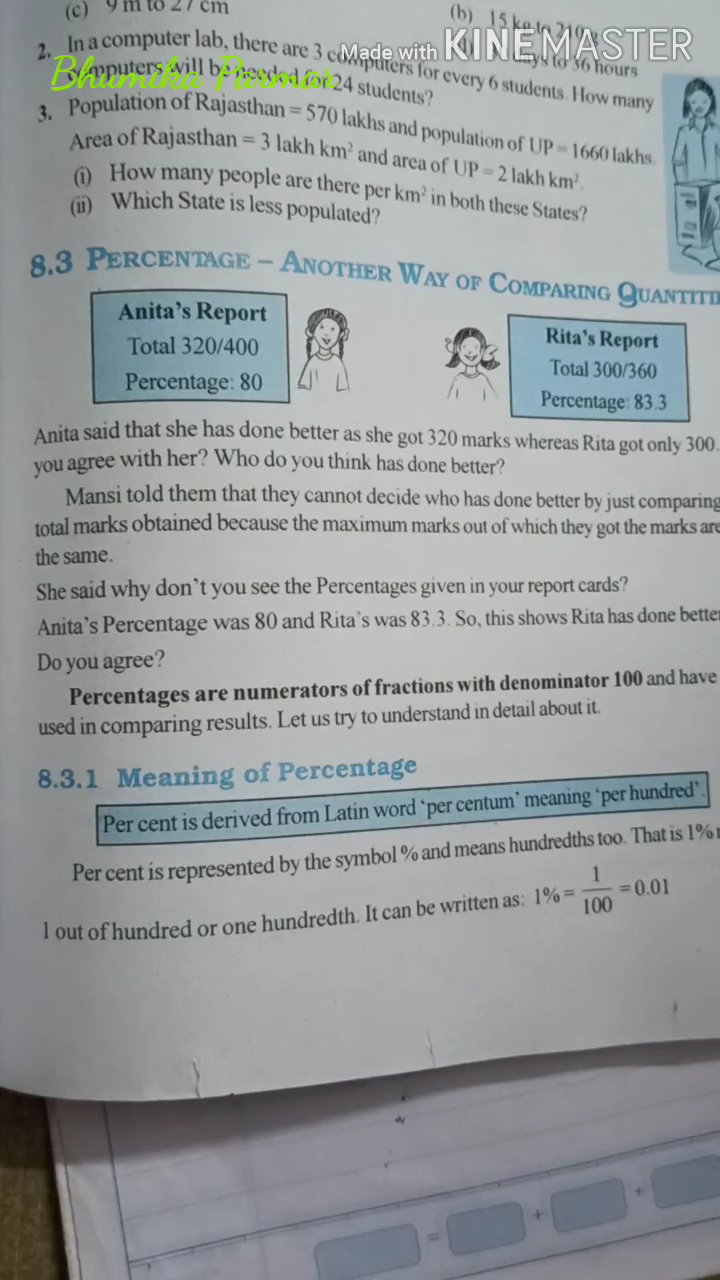 (c) 9 m to 27 cm
(b) 15 kg to
to 36 hours
Made with KINEMASTER
Bhumika Parmar
2. In a computer lab, there are 3 computers for every 6 students. How many
computers will be needed for 24 students?
3. Population of Rajasthan = 570 lakhs and population of UP = 1660 lakhs.
Area of Rajasthan = 3 lakh km² and area of UP = 2 lakh km².
(i) How many people are there per km² in both these States?
(ii) Which State is less populated?
8.3 PERCENTAGE – ANOTHER WAY OF COMPARING QUANTITIE
Anita's Report
Total 320/400
Percentage: 80
Rita's Report
Total 300/360
Percentage: 83.3
Anita said that she has done better as she got 320 marks whereas Rita got only 300.
you agree with her? Who do you think has done better?
Mansi told them that they cannot decide who has done better by just comparing
total marks obtained because the maximum marks out of which they got the marks are
the same.
She said why don't you see the Percentages given in your report cards?
Anita's Percentage was 80 and Rita's was 83.3. So, this shows Rita has done better
Do you agree?
Percentages are numerators of fractions with denominator 100 and have
used in comparing results. Let us try to understand in detail about it.
8.3.1 Meaning of Percentage
Per cent is derived from Latin word 'per centum' meaning 'per hundred'.
Per cent is represented by the symbol % and means hundredths too. That is 1%
1 out of hundred or one hundredth. It can be written as: 1% = 1/100 = 0.01
= + +